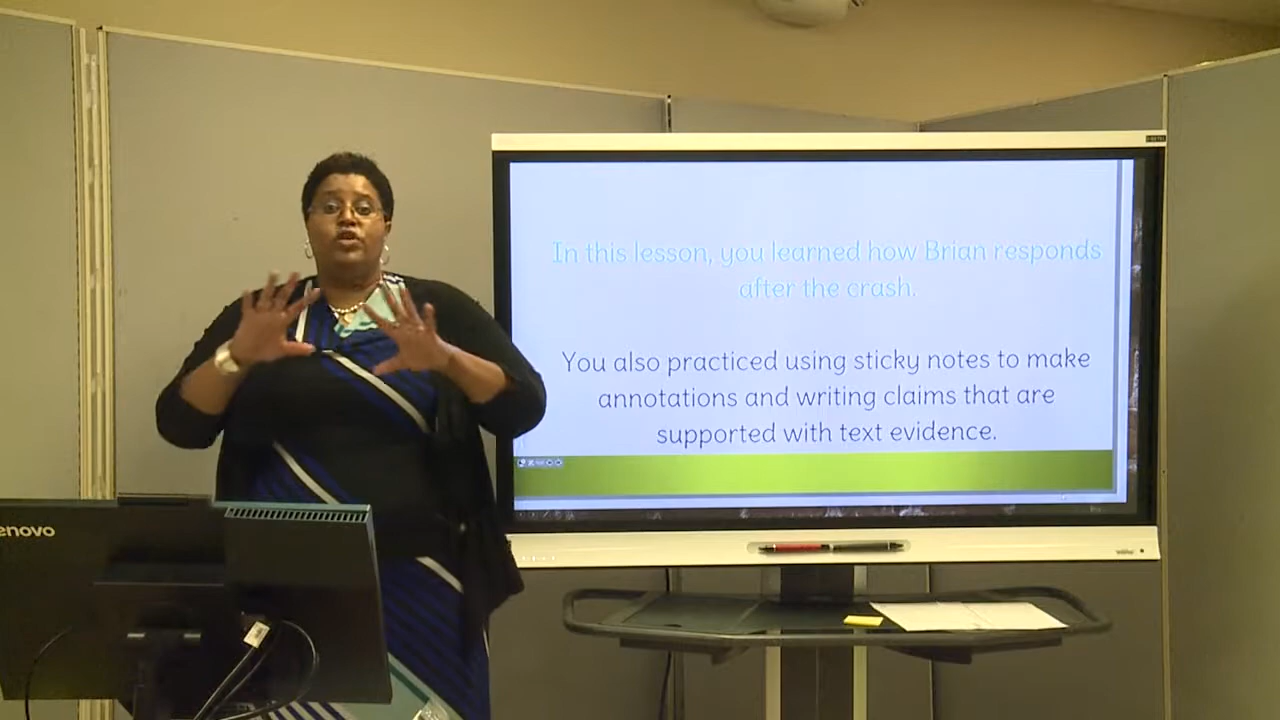 In this lesson, you learned how Brian responds
after the crash.
You also practiced using sticky notes to make
annotations and writing claims that are
supported with text evidence.
enovo